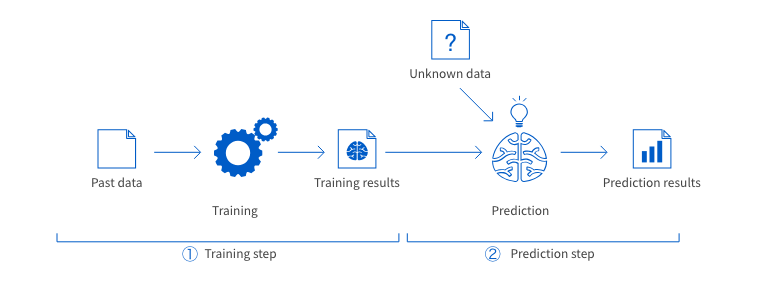 ?
Unknown data
Past data
Training results
Prediction results
Training
Prediction
① Training step
② Prediction step